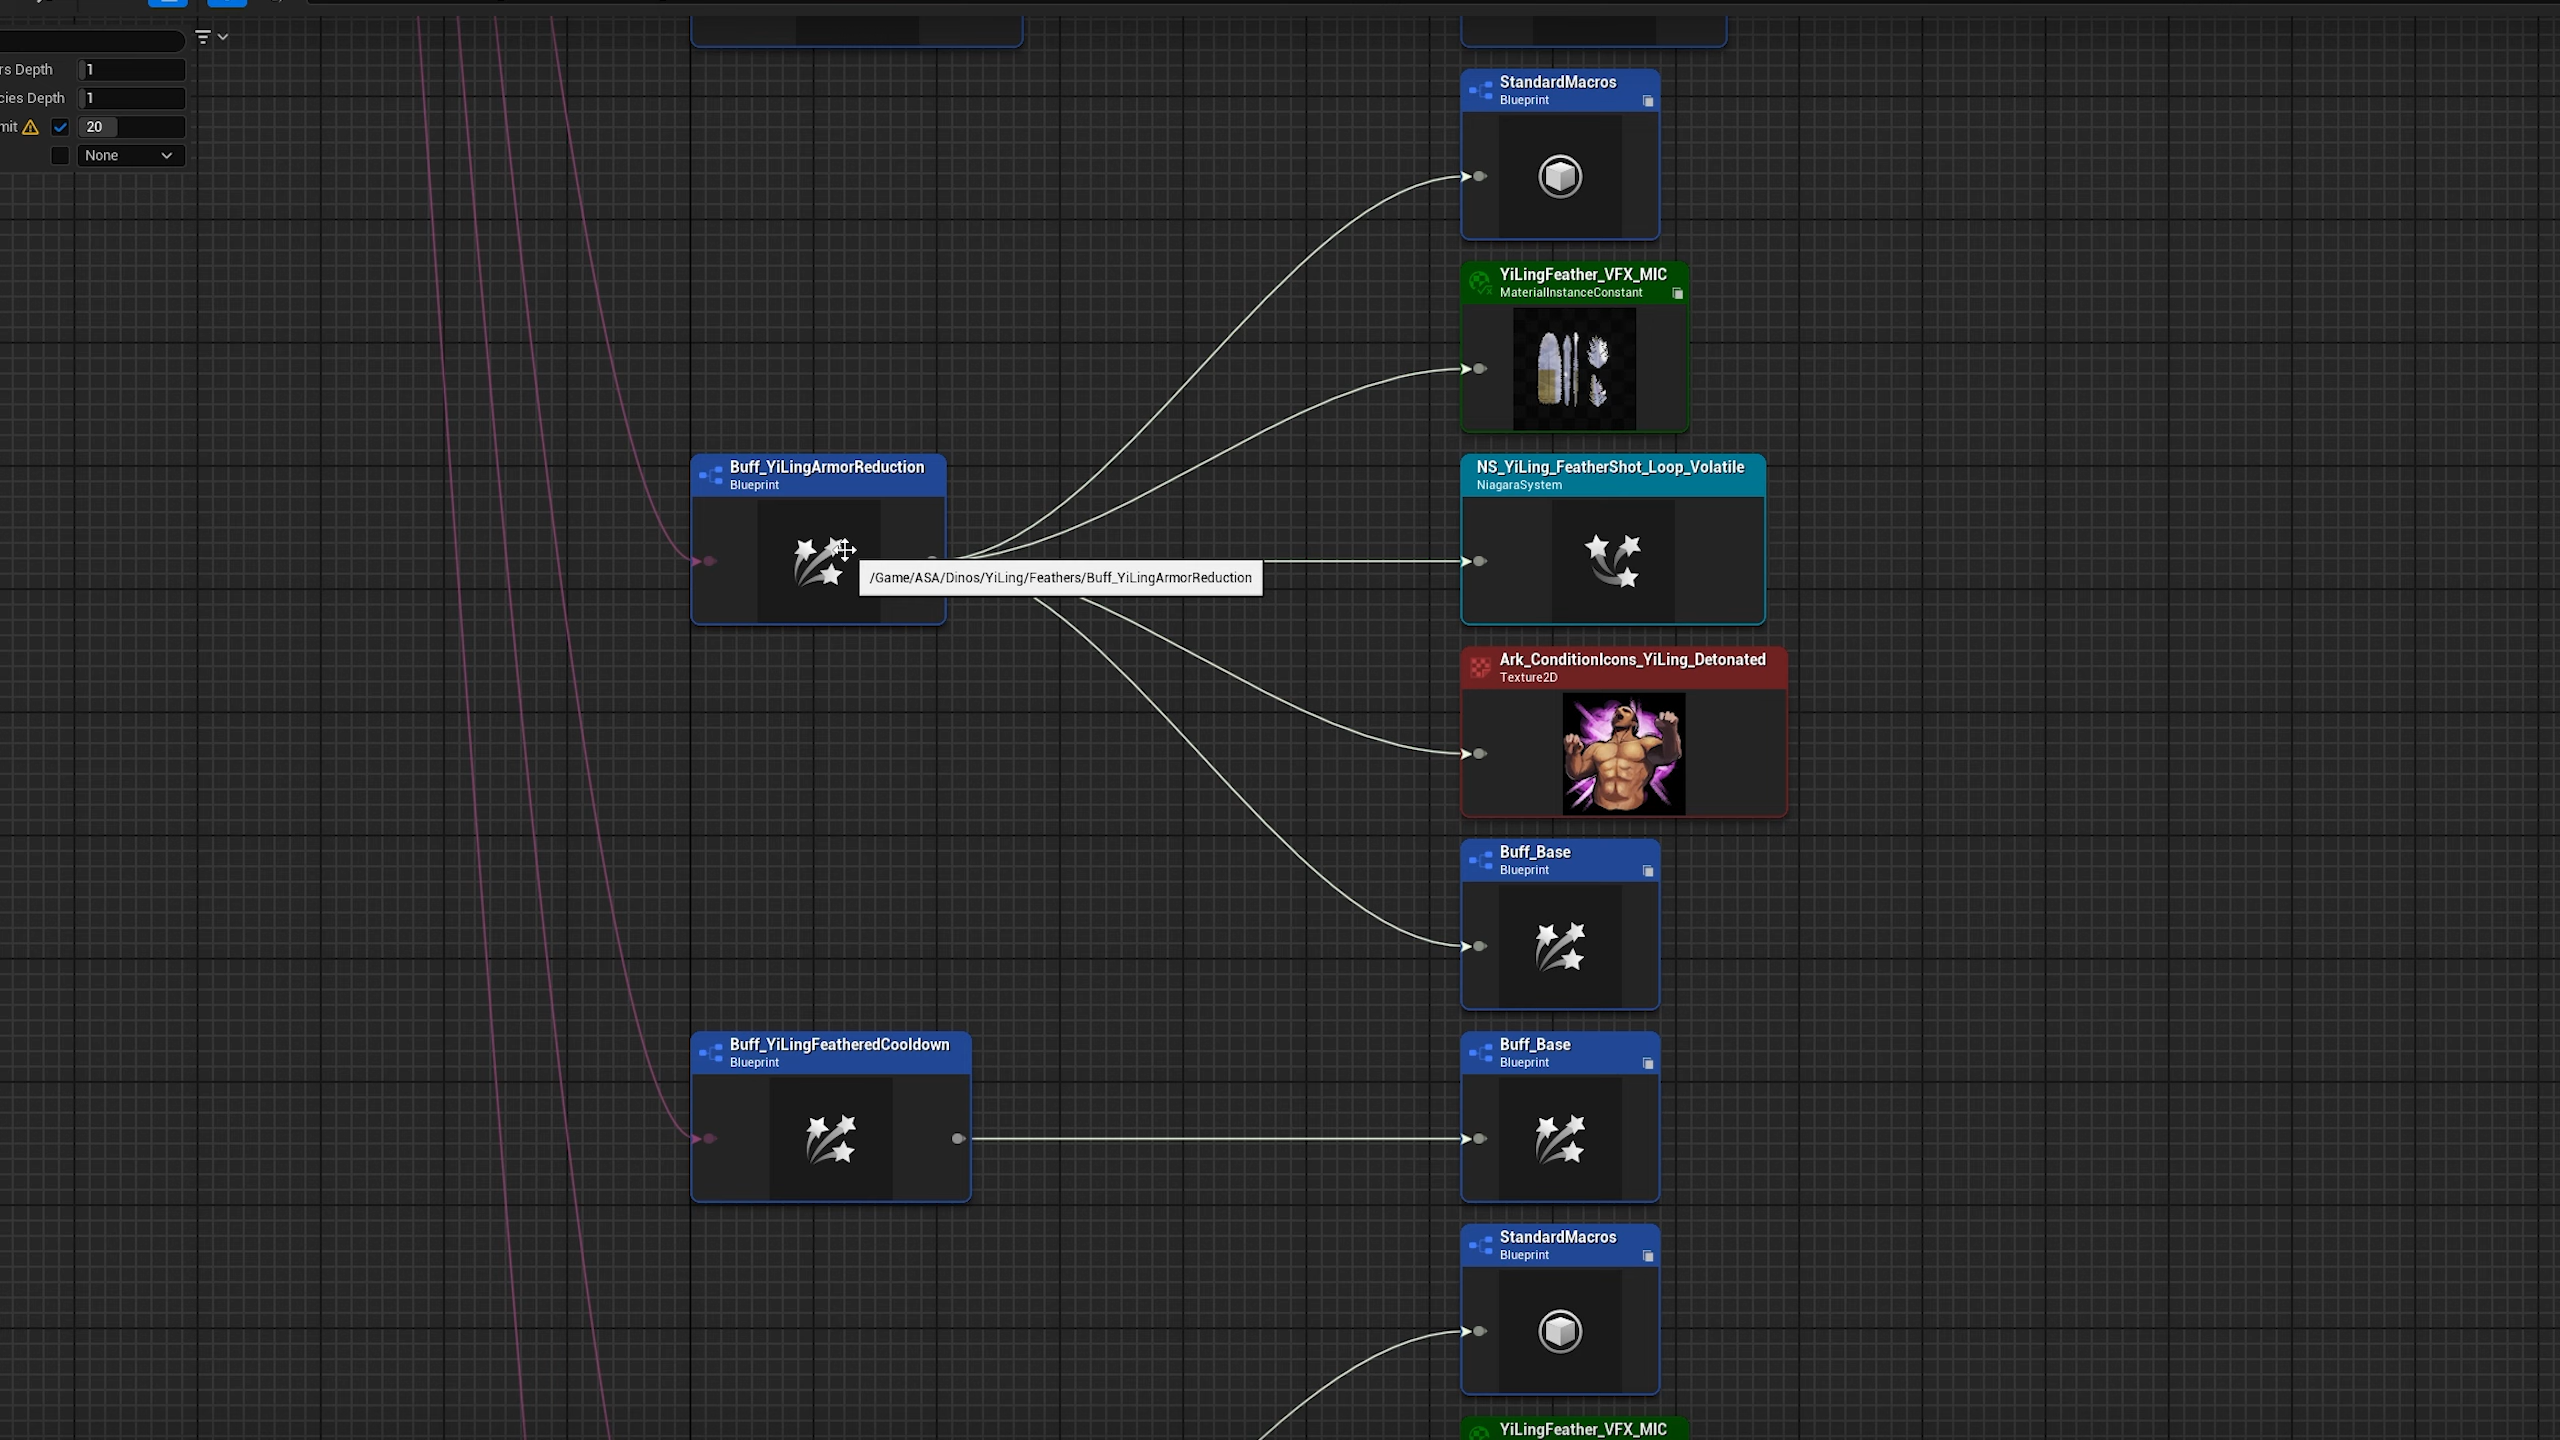 rs Depth
1
cies Depth
1
mit
20
None
StandardMacros
Blueprint
YiLingFeather_VFX_MIC
MaterialInstanceConstant
Buff_YiLingArmorReduction
Blueprint
NS_YiLing_FeatherShot_Loop_Volatile
NiagaraSystem
/Game/ASA/Dinos/YiLing/Feathers/Buff_YiLingArmorReduction
Ark_ConditionIcons_YiLing_Detonated
Texture2D
Buff_Base
Blueprint
Buff_YiLingFeatheredCooldown
Blueprint
Buff_Base
Blueprint
StandardMacros
Blueprint
YiLingFeather_VFX_MIC